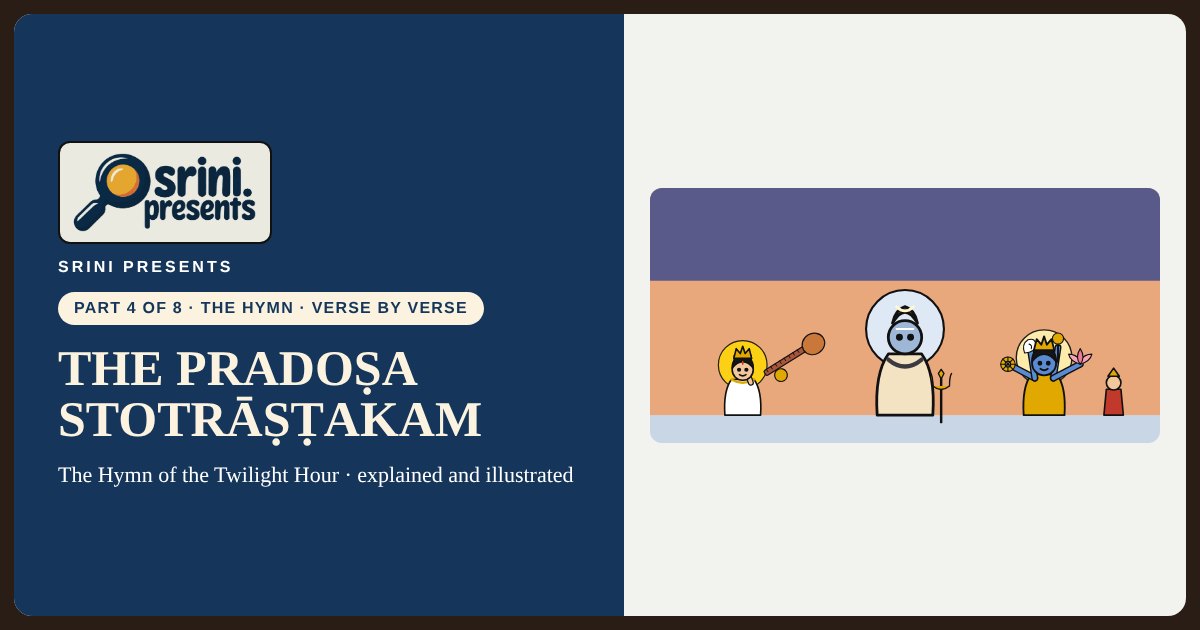 srini.
presents
SRINI PRESENTS
PART 4 OF 8 · THE HYMN · VERSE BY VERSE
THE PRADOṢA
STOTRĀṢṬAKAM
The Hymn of the Twilight Hour · explained and illustrated